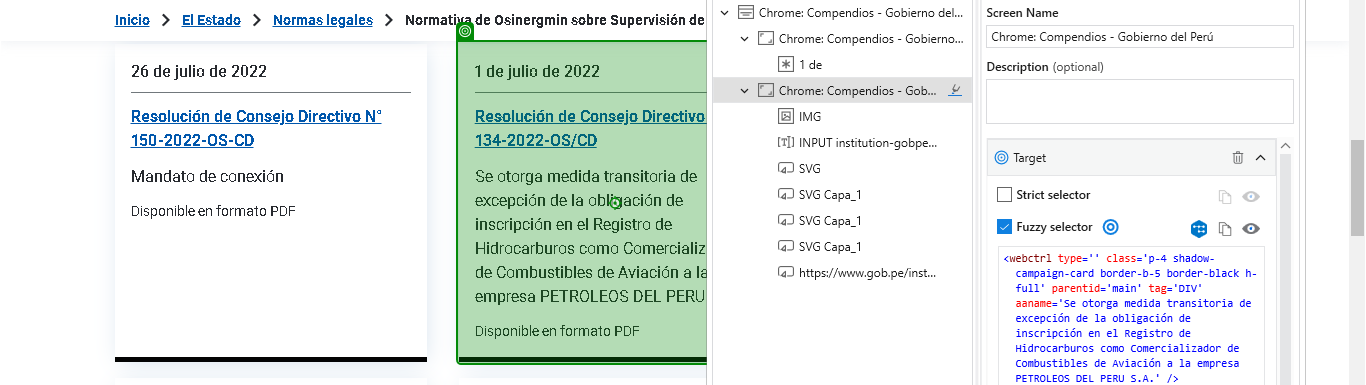 Inicio > El Estado > Normas legales > Normativa de Osinergmin sobre Supervisión de
26 de julio de 2022
Resolución de Consejo Directivo N°
150-2022-OS-CD
Mandato de conexión
Disponible en formato PDF
1 de julio de 2022
Resolución de Consejo Directivo
134-2022-OS/CD
Se otorga medida transitoria de
excepción de la obligación de
inscripción en el Registro de
Hidrocarburos como Comercializ
de Combustibles de Aviación a la
empresa PETROLEOS DEL PERU
Disponible en formato PDF
Chrome: Compendios - Gobierno del...
Chrome: Compendios - Gobierno...
1 de
Chrome: Compendios - Gob...
IMG
INPUT institution-gobpe...
SVG
SVG Capa_1
SVG Capa_1
SVG Capa_1
https://www.gob.pe/inst...
Screen Name
Chrome: Compendios - Gobierno del Perú
Description (optional)
Target
Strict selector
Fuzzy selector
<webctrl type='' class='p-4 shadow-
campaign-card border-b-5 border-black h-
full' parentid='main' tag='DIV'
aaname='Se otorga medida transitoria de
excepción de la obligación de
inscripción en el Registro de
Hidrocarburos como Comercializador de
Combustibles de Aviación a la empresa
PETROLEOS DEL PERU S.A.' />